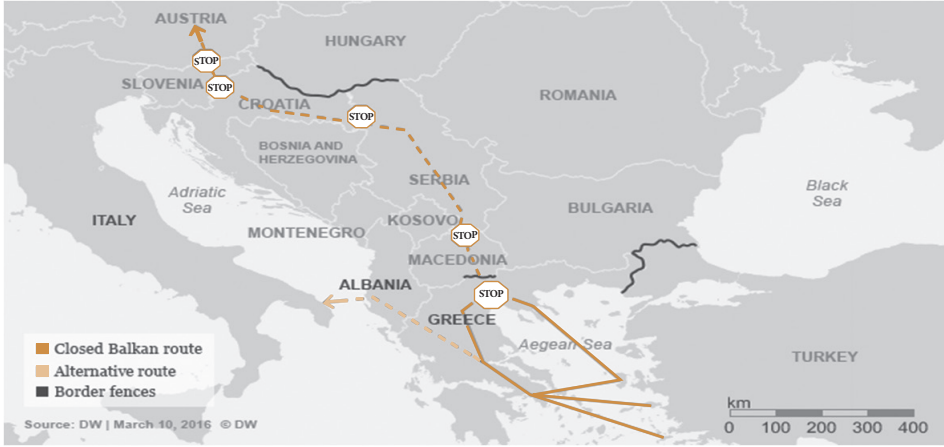 AUSTRIA
HUNGARY
STOP
SLOVENIA
STOP
CROATIA
ROMANIA
STOP
BOSNIA AND
HERZEGOVINA
SERBIA
Adriatic
Sea
Black
Sea
ITALY
KOSOVO
BULGARIA
MONTENEGRO
STOP
MACEDONIA
ALBANIA
STOP
GREECE
Aegean Sea
Closed Balkan route
Alternative route
Border fences
TURKEY
km
0 100 200 300 400
Source: DW | March 10, 2016 © DW